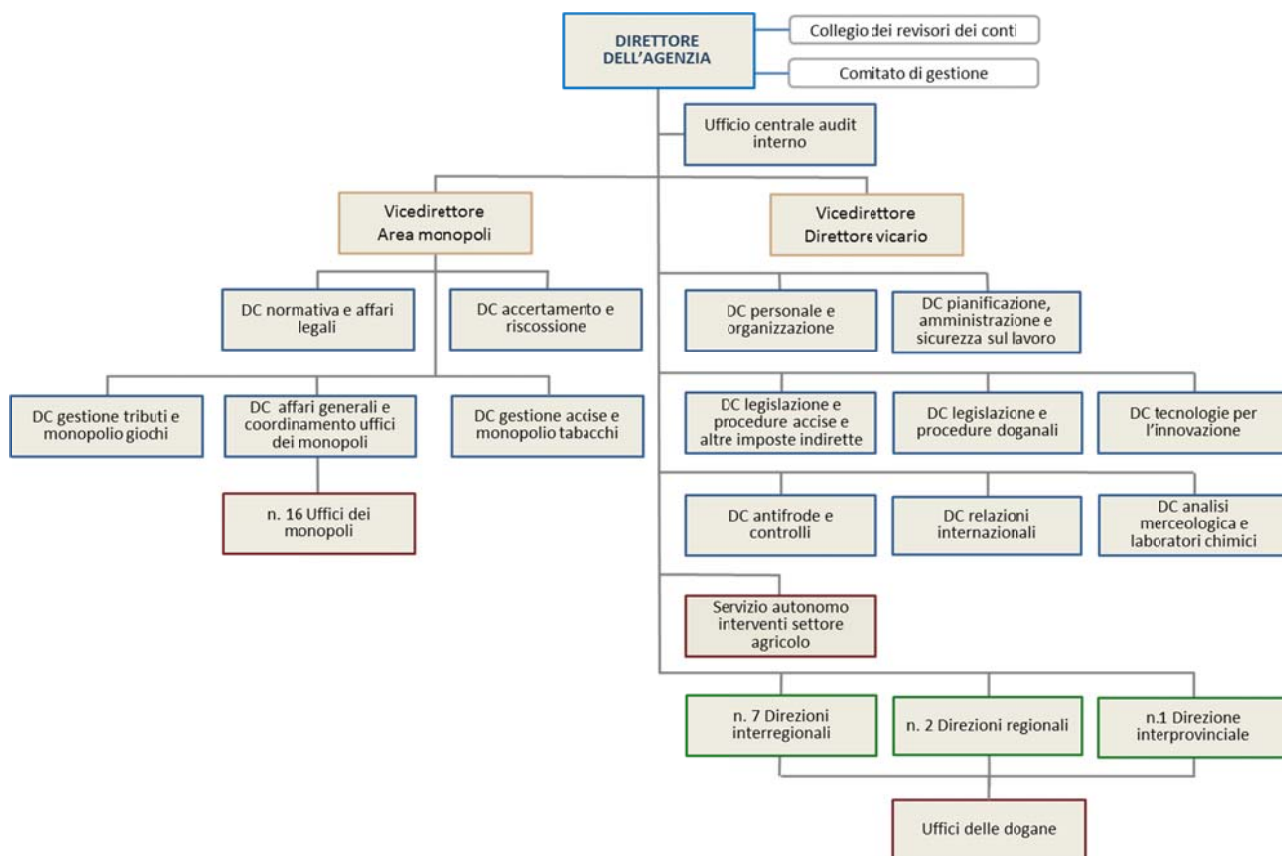 DIRETTORE
DELL'AGENZIA
Collegio dei revisori dei conti
Comitato di gestione
Ufficio centrale audit
interno
Vicedirettore
Area monopoli
Vicedirettore
Direttore vicario
DC normativa e affari
legali
DC accertamento e
riscossione
DC personale e
organizzazione
DC pianificazione,
amministrazione e
sicurezza sul lavoro
DC gestione tributi e
monopolio giochi
DC affari generali e
coordinamento uffici
dei monopoli
DC gestione accise e
monopolio tabacchi
DC legislazione e
procedure accise e
altre imposte indirette
DC legislazione e
procedure doganali
DC tecnologie per
l'innovazione
n. 16 Uffici dei
monopoli
DC antifrode e
controlli
DC relazioni
internazionali
DC analisi
merceologica e
laboratori chimici
Servizio autonomo
interventi settore
agricolo
n. 7 Direzioni
interregionali
n. 2 Direzioni regionali
n.1 Direzione
interprovinciale
Uffici delle dogane